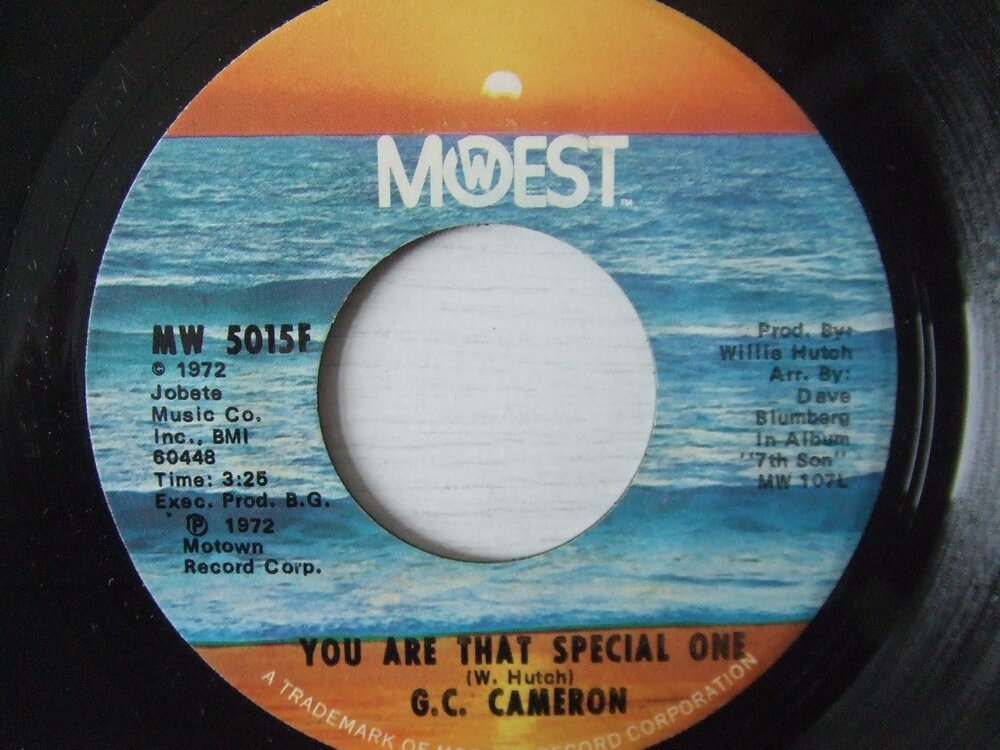 MOWEST™
MW 5015F
© 1972
Jobete
Music Co.
Inc., BMI
60448
Time: 3:25
Exec. Prod. B.G.
℗ 1972
Motown
Record Corp.
Prod. By:
Willie Hutch
Arr. By:
Dave
Blumberg
In Album
"7th Son"
MW 107L
YOU ARE THAT SPECIAL ONE
(W. Hutch)
G.C. CAMERON
A TRADEMARK OF RECORD CORPORATION